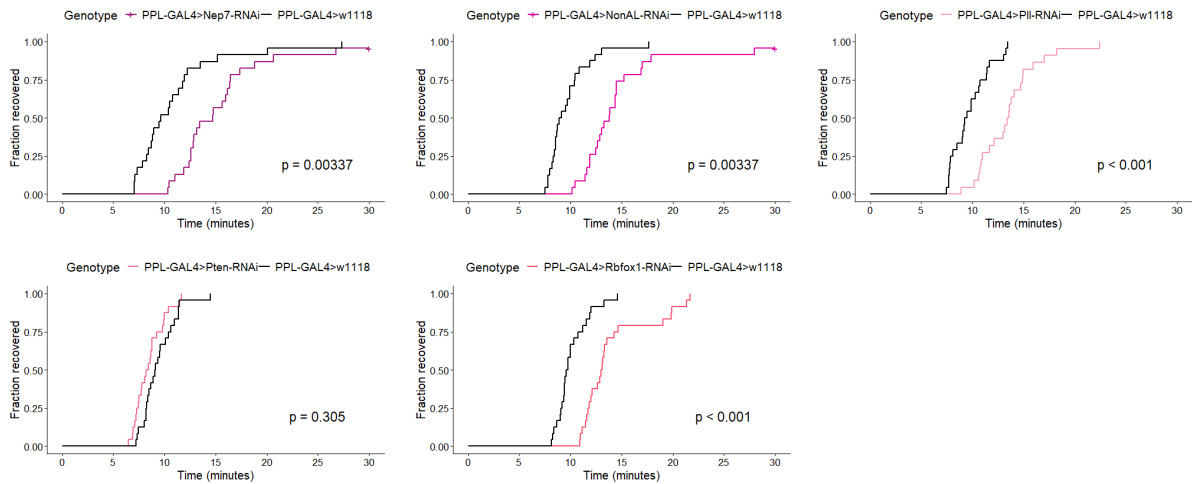 Genotype PPL-GAL4>Nep7-RNAi PPL-GAL4>w1118
Fraction recovered
1.00
0.75
0.50
0.25
0.00
p = 0.00337
0 5 10 15 20 25 30
Time (minutes)
Genotype PPL-GAL4>NonAL-RNAi PPL-GAL4>w1118
Fraction recovered
1.00
0.75
0.50
0.25
0.00
p = 0.00337
0 5 10 15 20 25 30
Time (minutes)
Genotype PPL-GAL4>Pll-RNAi PPL-GAL4>w1118
Fraction recovered
1.00
0.75
0.50
0.25
0.00
p < 0.001
0 5 10 15 20 25 30
Time (minutes)
Genotype PPL-GAL4>Pten-RNAi PPL-GAL4>w1118
Fraction recovered
1.00
0.75
0.50
0.25
0.00
p = 0.305
0 5 10 15 20 25 30
Time (minutes)
Genotype PPL-GAL4>Rbfox1-RNAi PPL-GAL4>w1118
Fraction recovered
1.00
0.75
0.50
0.25
0.00
p < 0.001
0 5 10 15 20 25 30
Time (minutes)